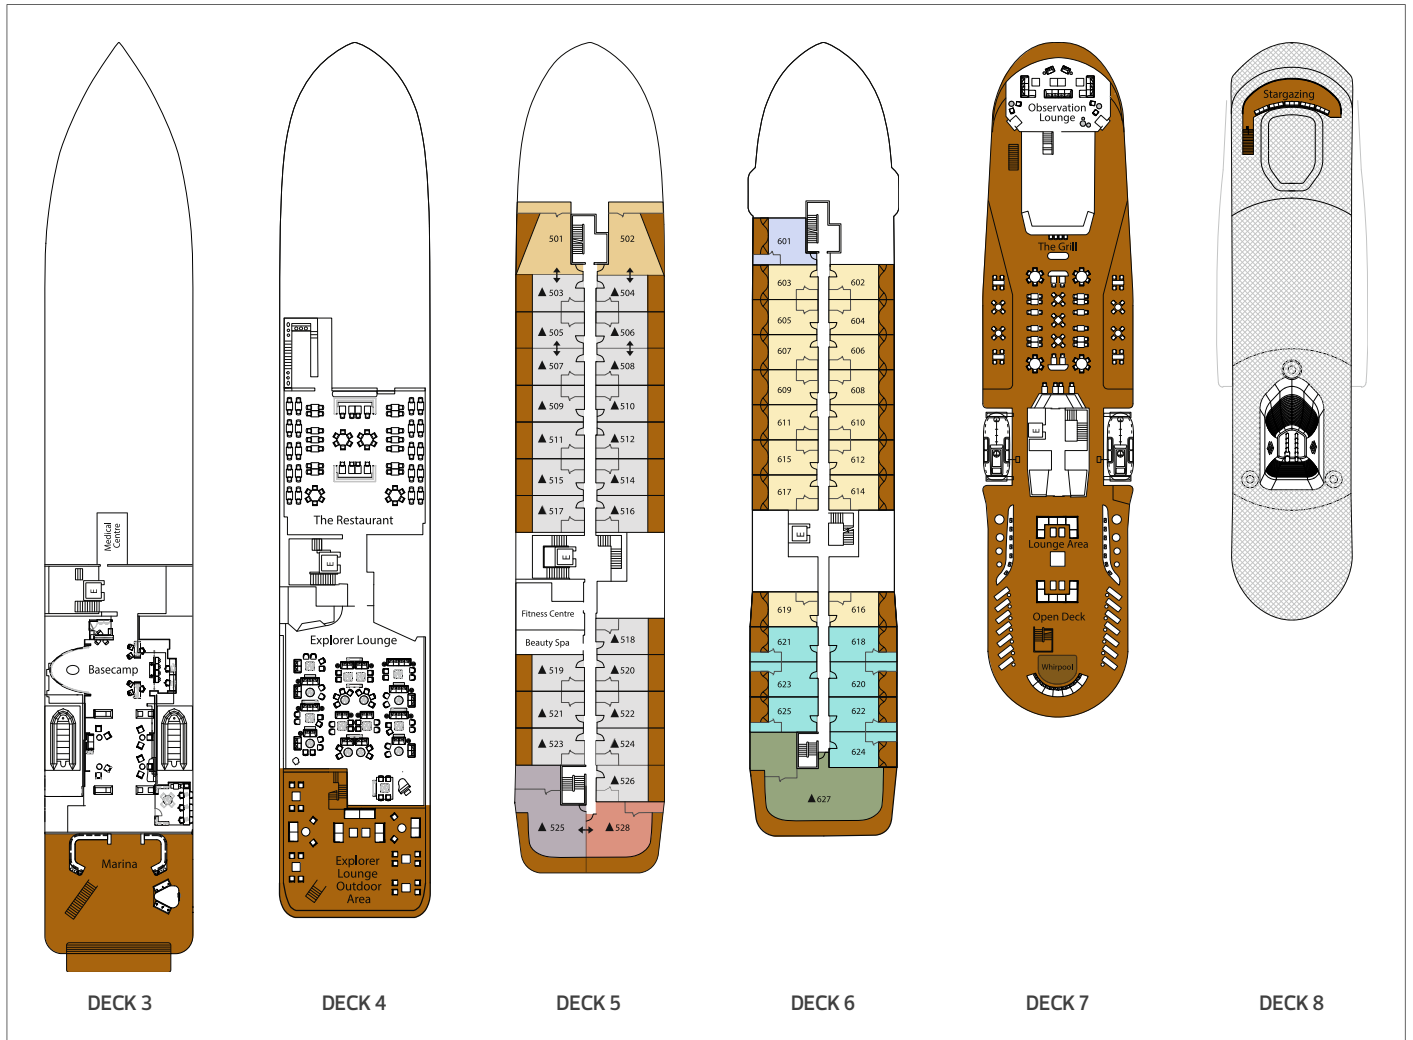 Medical
Centre
E
Basecamp
Marina
DECK 3
The Restaurant
E
Explorer Lounge
Explorer
Lounge
Outdoor
Area
DECK 4
501
502
▲503
▲504
▲505
▲506
▲507
▲508
▲509
▲510
▲511
▲512
▲515
▲514
▲517
▲516
E
Fitness Centre
Beauty Spa
▲518
▲519
▲520
▲521
▲522
▲523
▲524
▲526
▲525
▲528
DECK 5
601
603
602
605
604
607
606
609
608
611
610
615
612
617
614
E
619
616
621
618
623
620
625
622
624
▲627
DECK 6
Observation
Lounge
The Grill
E
Lounge Area
Open Deck
Whirpool
DECK 7
Stargazing
DECK 8